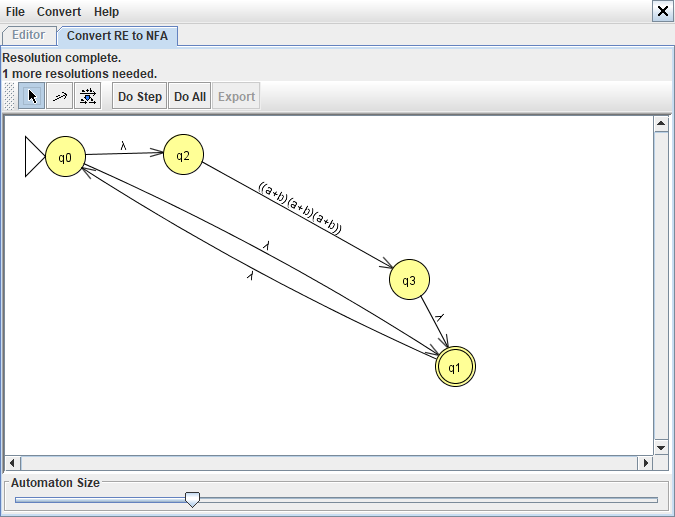 File Convert Help
Editor Convert RE to NFA
Resolution complete.
1 more resolutions needed.
Do Step Do All Export
q0
λ
q2
((a+b)(a+b)(a+b))
λ
λ
q3
λ
q1
Automaton Size